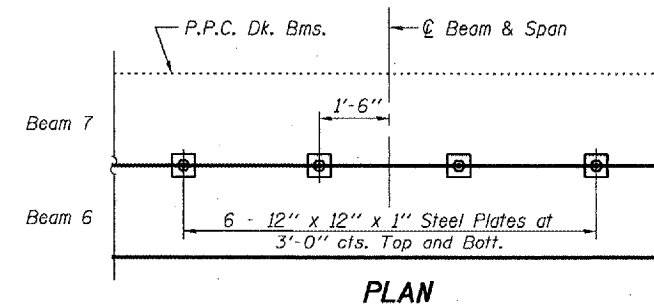 P.P.C. Dk. Bms.
℄ Beam & Span
1'-6"
Beam 7
Beam 6
6 - 12" x 12" x 1" Steel Plates at
3'-0" cts. Top and Bott.
PLAN